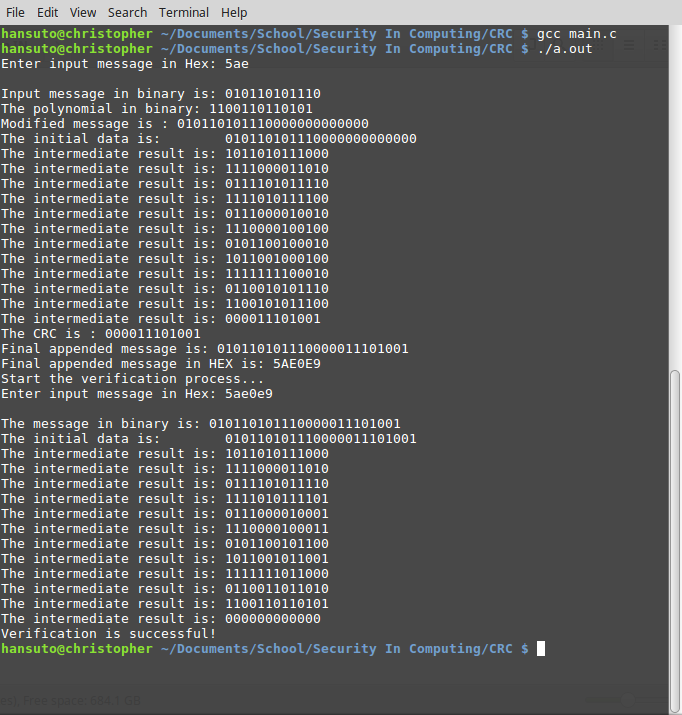 File Edit View Search Terminal Help
hansuto@christopher ~/Documents/School/Security In Computing/CRC $ gcc main.c
hansuto@christopher ~/Documents/School/Security In Computing/CRC $ ./a.out
Enter input message in Hex: 5ae

Input message in binary is: 010110101110
The polynomial in binary: 1100110110101
Modified message is : 010110101110000000000000
The initial data is:        010110101110000000000000
The intermediate result is: 1011010111000
The intermediate result is: 1111000011010
The intermediate result is: 0111101011110
The intermediate result is: 1111010111100
The intermediate result is: 0111000010010
The intermediate result is: 1110000100100
The intermediate result is: 0101100100010
The intermediate result is: 1011001000100
The intermediate result is: 1111111100010
The intermediate result is: 0110010101110
The intermediate result is: 1100101011100
The intermediate result is: 000011101001
The CRC is : 000011101001
Final appended message is: 010110101110000011101001
Final appended message in HEX is: 5AE0E9
Start the verification process...
Enter input message in Hex: 5ae0e9

The message in binary is: 010110101110000011101001
The initial data is:        010110101110000011101001
The intermediate result is: 1011010111000
The intermediate result is: 1111000011010
The intermediate result is: 0111101011110
The intermediate result is: 1111010111101
The intermediate result is: 0111000010001
The intermediate result is: 1110000100011
The intermediate result is: 0101100101100
The intermediate result is: 1011001011001
The intermediate result is: 1111111011000
The intermediate result is: 0110011011010
The intermediate result is: 1100110110101
The intermediate result is: 000000000000
Verification is successful!
hansuto@christopher ~/Documents/School/Security In Computing/CRC $
es), Free space: 684.1 GB